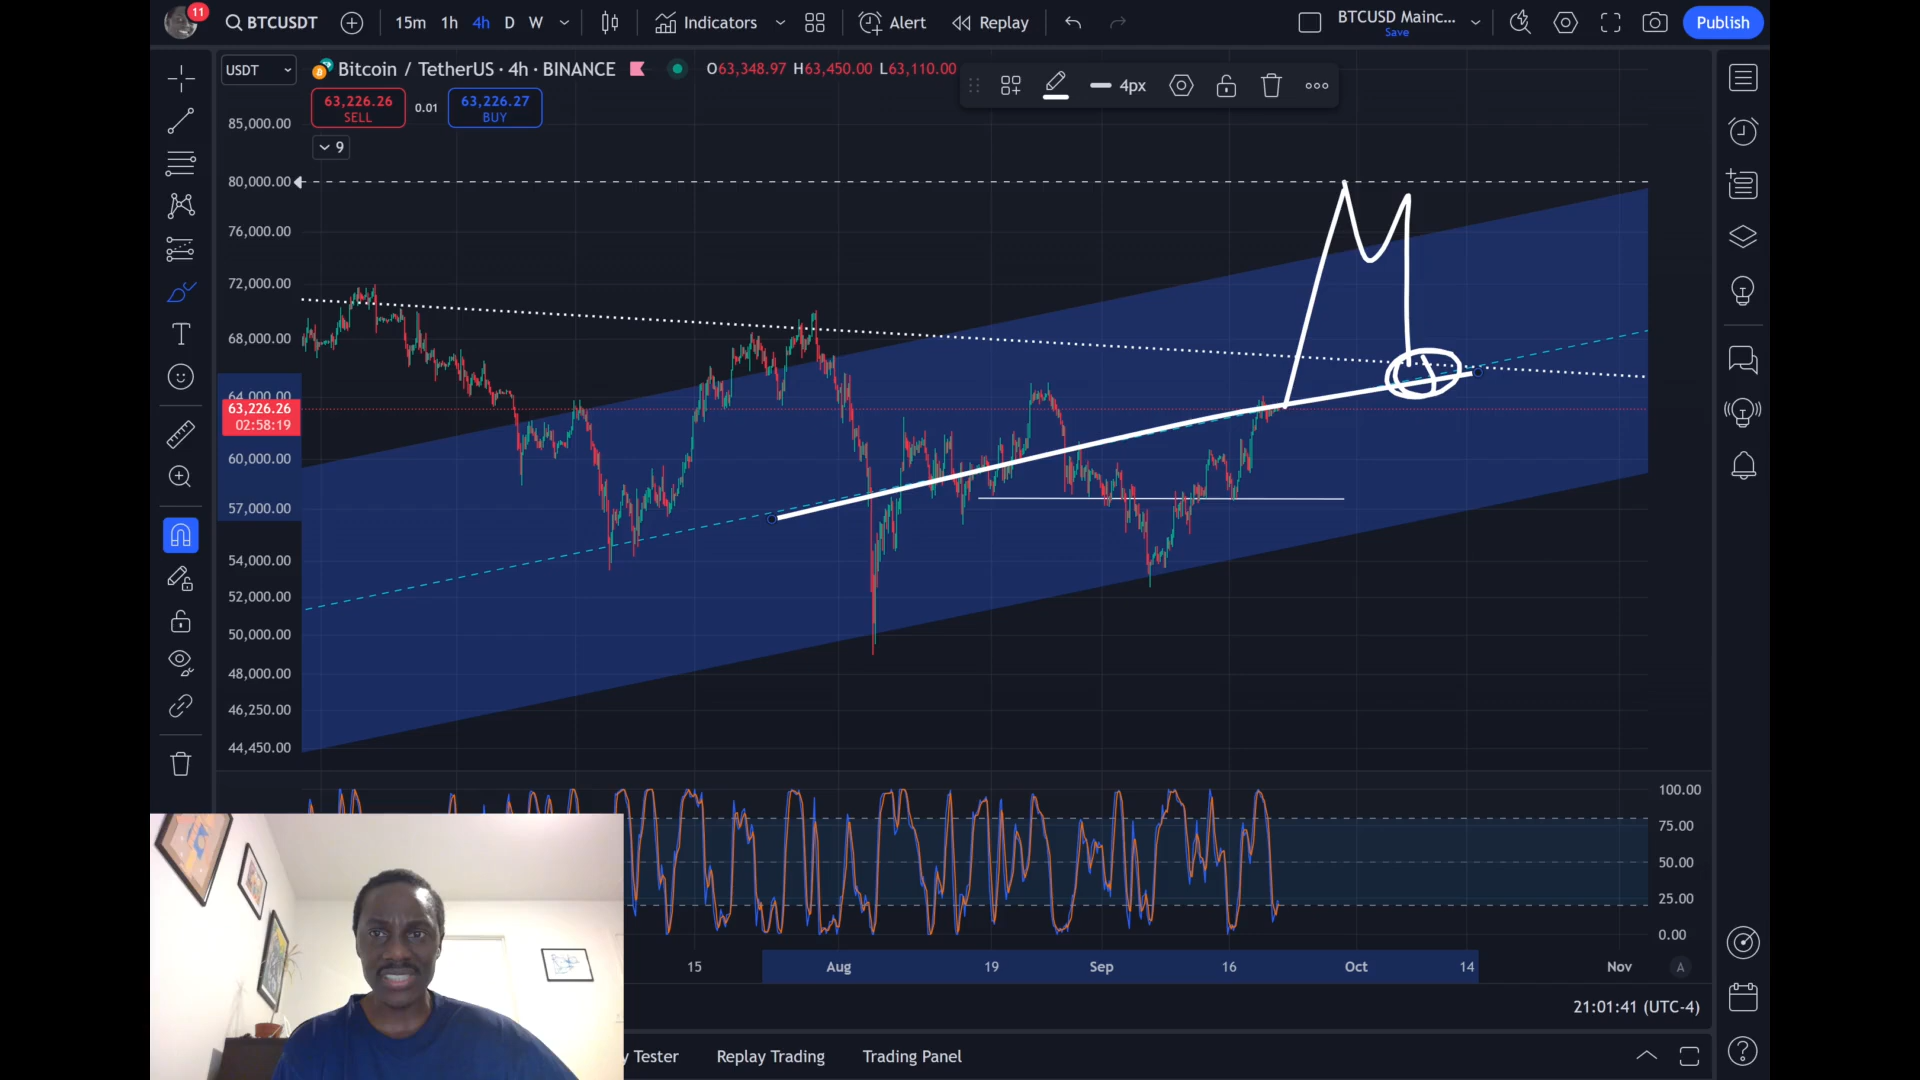 11
BTCUSDT
15m 1h 4h D W
Indicators
Alert
Replay
BTCUSD Mainc...
Save
Publish
USDT
Bitcoin / TetherUS · 4h · BINANCE
O63,348.97 H63,450.00 L63,110.00
4px
63,226.26
SELL
0.01
63,226.27
BUY
9
85,000.00
80,000.00
76,000.00
72,000.00
68,000.00
64,000.00
63,226.26
02:58:19
60,000.00
57,000.00
54,000.00
52,000.00
50,000.00
48,000.00
46,250.00
44,450.00
100.00
75.00
50.00
25.00
0.00
15 Aug 19 Sep 16 Oct 14 Nov
A
21:01:41 (UTC-4)
y Tester
Replay Trading
Trading Panel